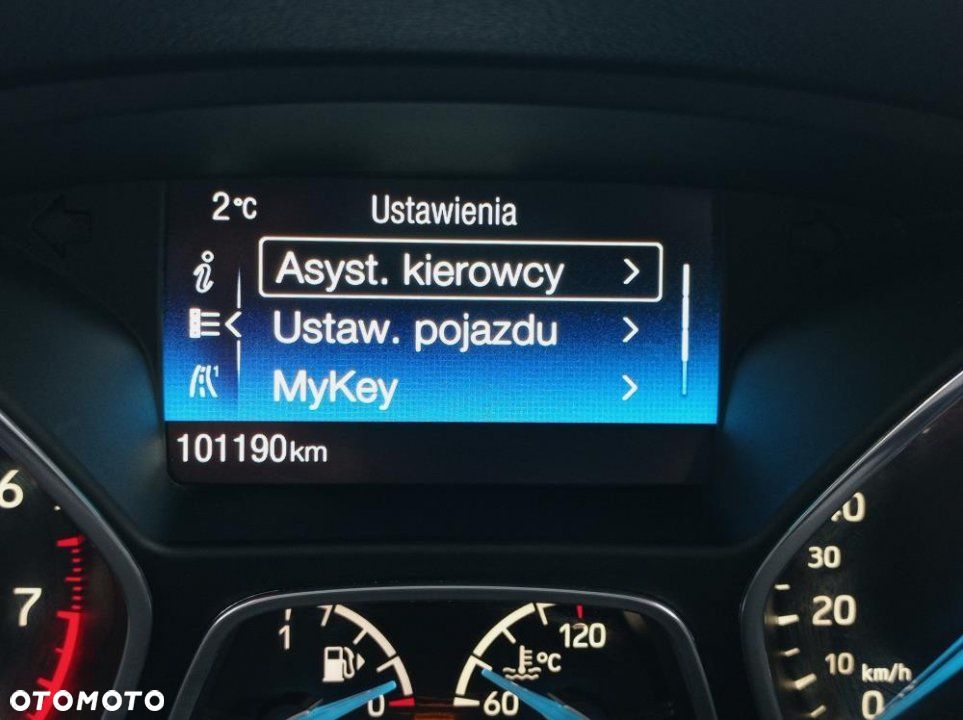 2°C Ustawienia
Asyst. kierowcy
Ustaw. pojazdu
MyKey
101190km
6
7
1
0
120
°C
60
30
20
10 km/h
0
OTOMOTO